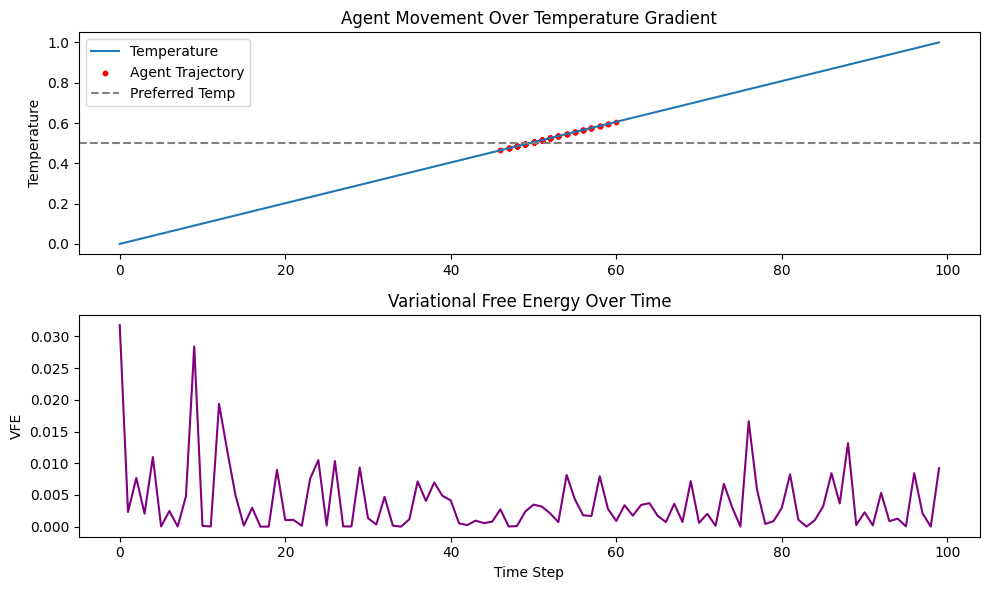 Agent Movement Over Temperature Gradient
Temperature
Agent Trajectory
Preferred Temp
Temperature
1.0
0.8
0.6
0.4
0.2
0.0
0 20 40 60 80 100
Variational Free Energy Over Time
VFE
0.030
0.025
0.020
0.015
0.010
0.005
0.000
0 20 40 60 80 100
Time Step